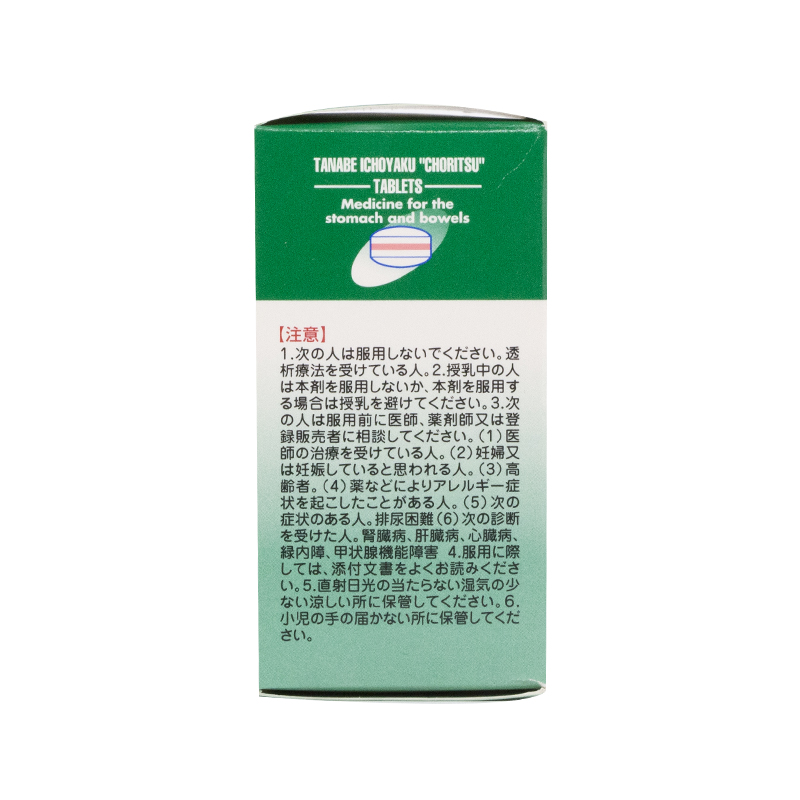 TANABE ICHOYAKU "CHORITSU"
TABLETS
Medicine for the
stomach and bowels
【注意】
1.次の人は服用しないでください。透
析療法を受けている人。2.授乳中の人
は本剤を服用しないか、本剤を服用す
る場合は授乳を避けてください。3.次
の人は服用前に医師、薬剤師又は登
録販売者に相談してください。(1)医
師の治療を受けている人。(2)妊婦又
は妊娠していると思われる人。(3)高
齢者。(4)薬などによりアレルギー症
状を起こしたことがある人。(5)次の
症状のある人。排尿困難(6)次の診断
を受けた人。腎臓病、肝臓病、心臓病、
緑内障、甲状腺機能障害 4.服用に際
しては、添付文書をよくお読みくださ
い。5.直射日光の当たらない湿気の少
ない涼しい所に保管してください。6.
小児の手の届かない所に保管してくだ
さい。